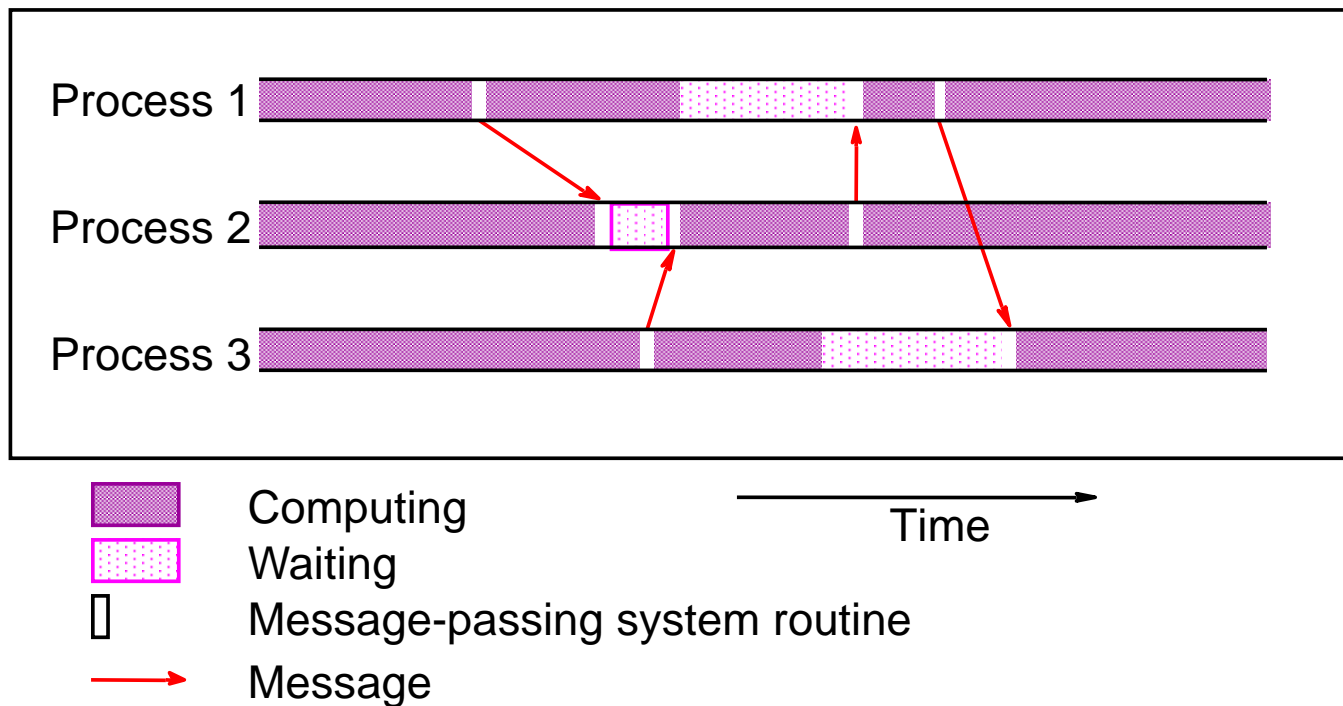 Process 1
Process 2
Process 3
Computing
Time
Waiting
Message-passing system routine
Message